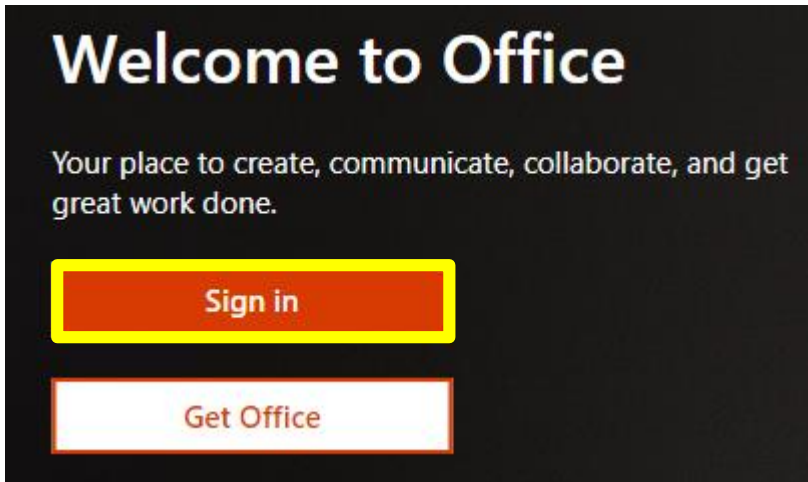 Welcome to Office
Your place to create, communicate, collaborate, and get
great work done.
Sign in
Get Office